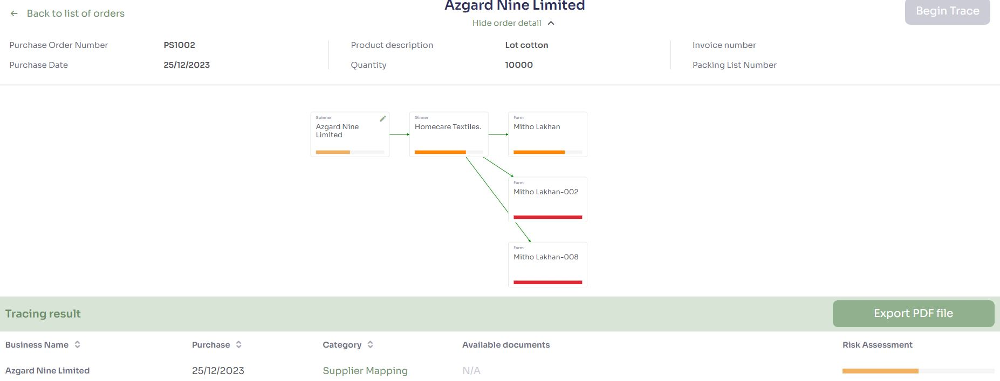 Azgard Nine Limited
← Back to list of orders
Begin Trace
Hide order detail
Purchase Order Number PS1002 Product description Lot cotton Invoice number
Purchase Date 25/12/2023 Quantity 10000 Packing List Number
Spinner
Azgard Nine
Limited
Ginner
Homecare Textiles.
Farm
Mitho Lakhan
Farm
Mitho Lakhan-002
Farm
Mitho Lakhan-008
Tracing result
Export PDF file
Business Name Purchase Category Available documents Risk Assessment
Azgard Nine Limited 25/12/2023 Supplier Mapping N/A